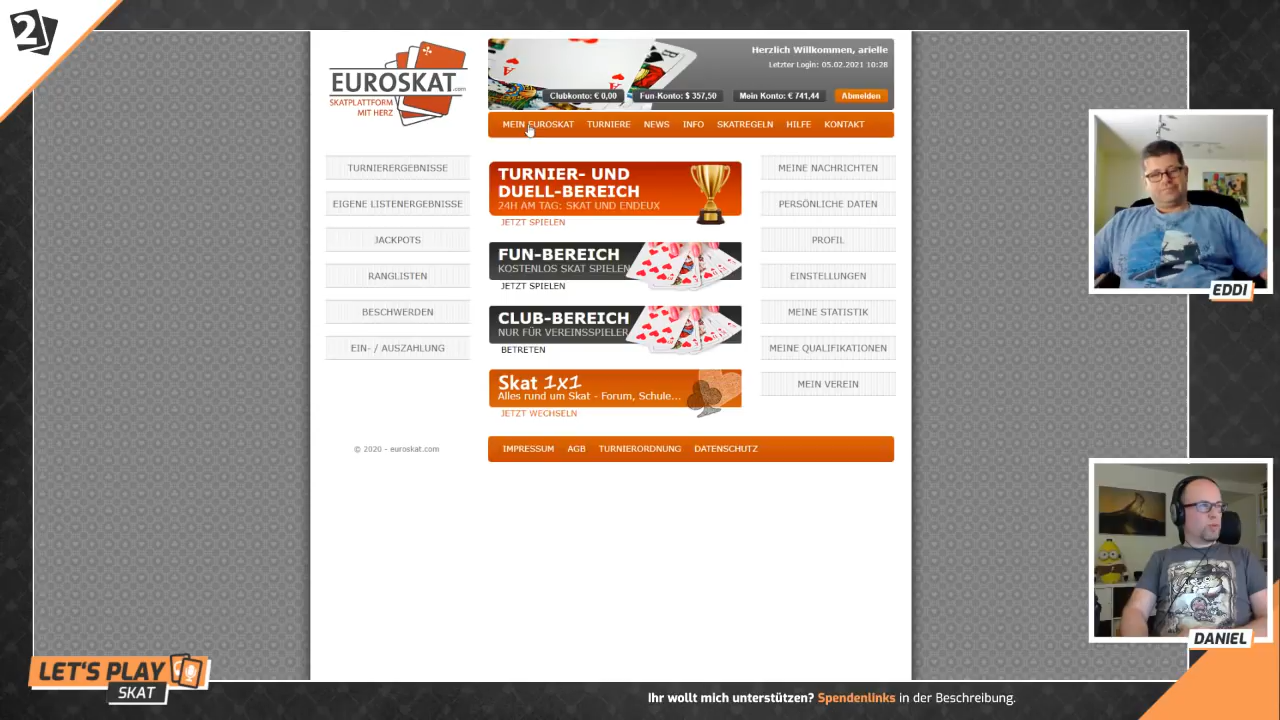 2
EUROSKAT.com
SKATPLATTFORM
MIT HERZ
Herzlich Willkommen, arielle
Letzter Login: 05.02.2021 10:28
Clubkonto: € 0,00
Fun-Konto: $ 357,50
Mein Konto: € 741,44
Abmelden
MEIN EUROSKAT
TURNIERE
NEWS
INFO
SKATREGELN
HILFE
KONTAKT
TURNIERERGEBNISSE
EIGENE LISTENERGEBNISSE
JACKPOTS
RANGLISTEN
BESCHWERDEN
EIN- / AUSZAHLUNG
TURNIER- UND
DUELL-BEREICH
24H AM TAG: SKAT UND ENDEUX
JETZT SPIELEN
FUN-BEREICH
KOSTENLOS SKAT SPIELEN
JETZT SPIELEN
CLUB-BEREICH
NUR FÜR VEREINSSPIELER
BETRETEN
Skat 1x1
Alles rund um Skat - Forum, Schule...
JETZT WECHSELN
MEINE NACHRICHTEN
PERSÖNLICHE DATEN
PROFIL
EINSTELLUNGEN
MEINE STATISTIK
MEINE QUALIFIKATIONEN
MEIN VEREIN
© 2020 - euroskat.com
IMPRESSUM
AGB
TURNIERORDNUNG
DATENSCHUTZ
EDDI
DANIEL
LET'S PLAY
SKAT
Ihr wollt mich unterstützen? Spendenlinks in der Beschreibung.